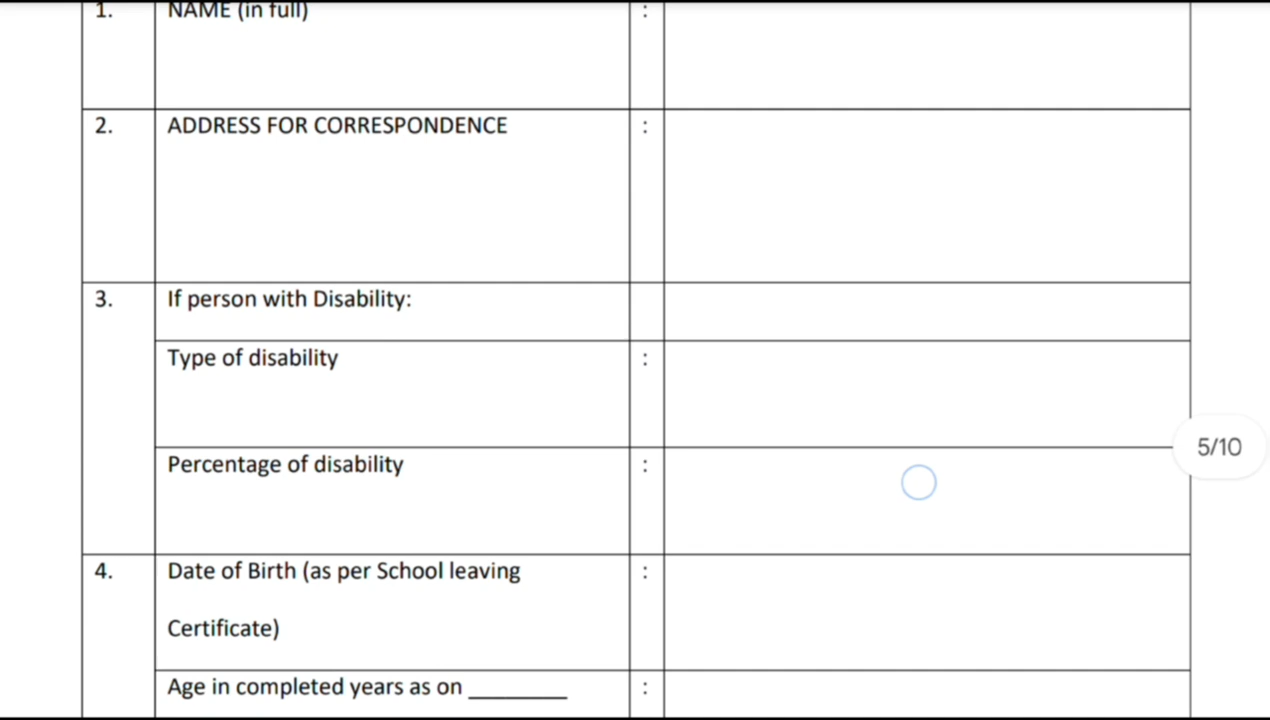 1. NAME (in full) :
2. ADDRESS FOR CORRESPONDENCE :
3. If person with Disability:
Type of disability :
Percentage of disability :
5/10
4. Date of Birth (as per School leaving :
Certificate)
Age in completed years as on ________ :